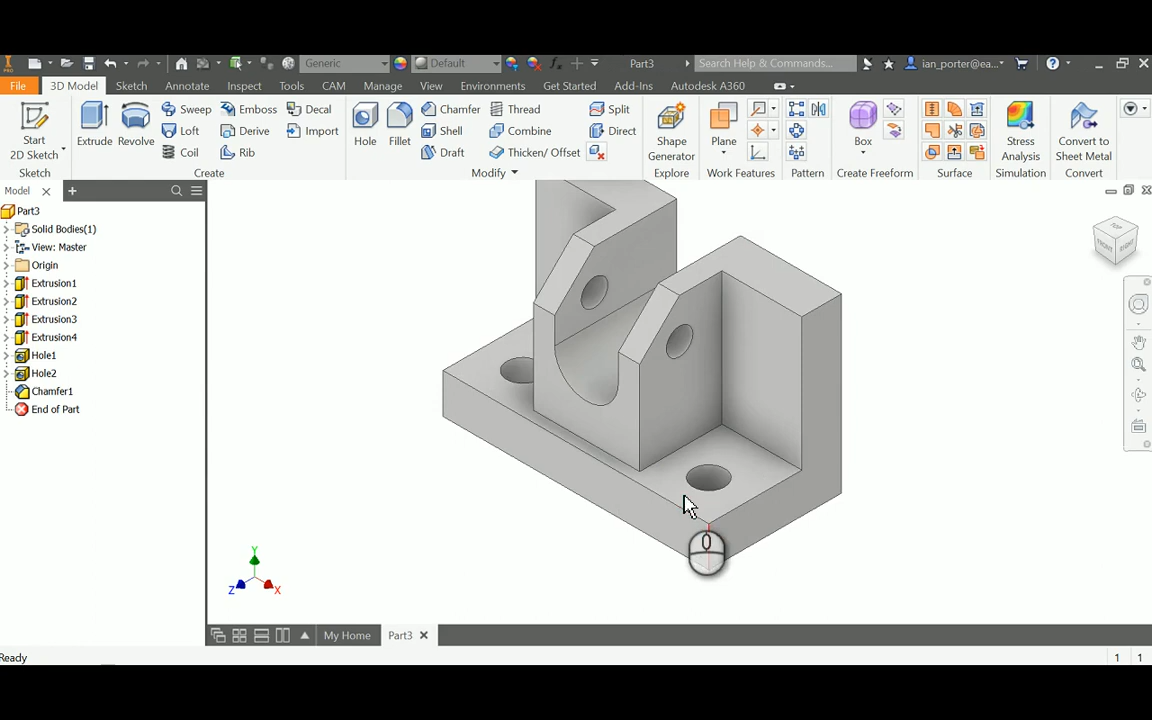 PRO Generic Default Part3 Search Help & Commands... ian_porter@ea...
File 3D Model Sketch Annotate Inspect Tools CAM Manage View Environments Get Started Add-Ins Autodesk A360
Sweep Emboss Decal Chamfer Thread Split
Loft Derive Import Shell Combine Direct
Coil Rib Draft Thicken/ Offset
Start
2D Sketch
Extrude Revolve Hole Fillet
Shape
Generator
Plane Box
Stress
Analysis
Convert to
Sheet Metal
Sketch Create Modify Explore Work Features Pattern Create Freeform Surface Simulation Convert
Model
Part3
Solid Bodies(1)
View: Master
Origin
Extrusion1
Extrusion2
Extrusion3
Extrusion4
Hole1
Hole2
Chamfer1
End of Part
TOP
FRONT RIGHT
Y
Z X
My Home Part3
Ready 1 1